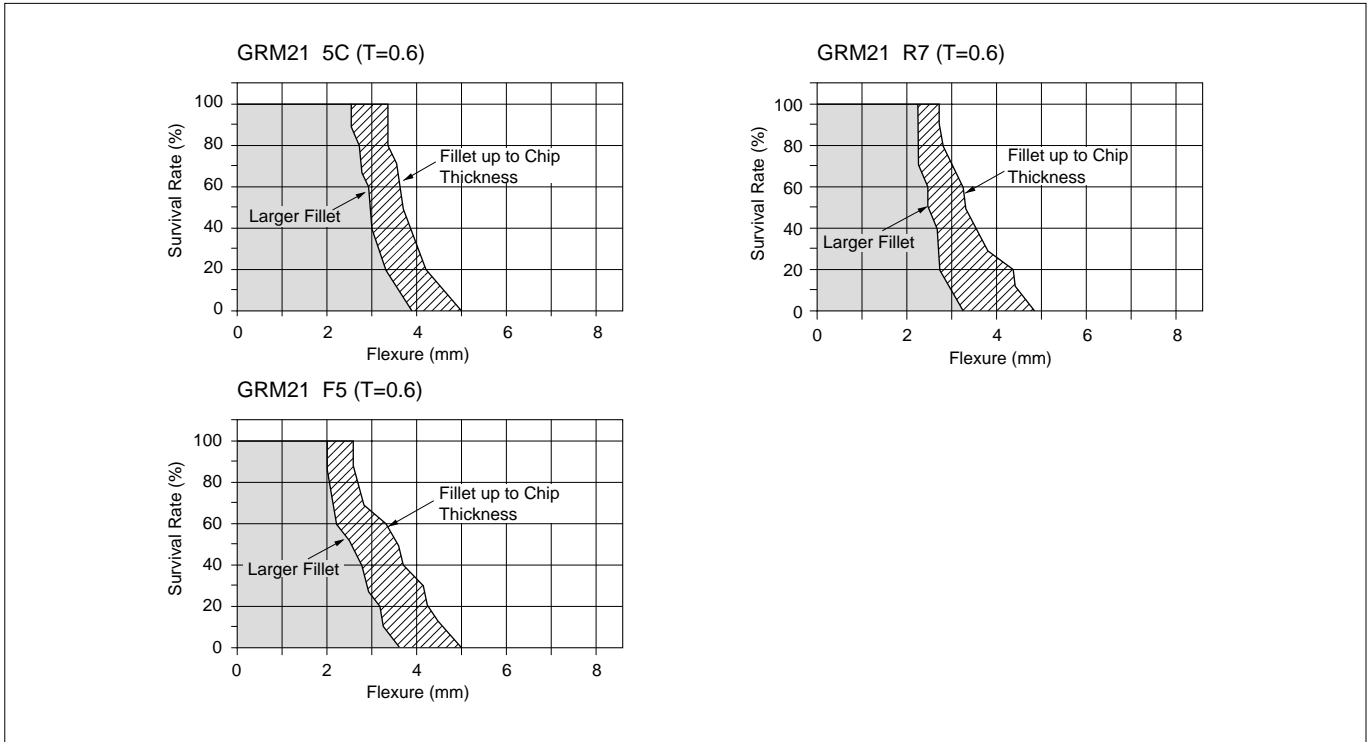 GRM21 5C (T=0.6)
Survival Rate (%)
100
80
60
40
20
0
Fillet up to Chip
Thickness
Larger Fillet
0 2 4 6 8
Flexure (mm)
GRM21 R7 (T=0.6)
Survival Rate (%)
100
80
60
40
20
0
Fillet up to Chip
Thickness
Larger Fillet
0 2 4 6 8
Flexure (mm)
GRM21 F5 (T=0.6)
Survival Rate (%)
100
80
60
40
20
0
Fillet up to Chip
Thickness
Larger Fillet
0 2 4 6 8
Flexure (mm)